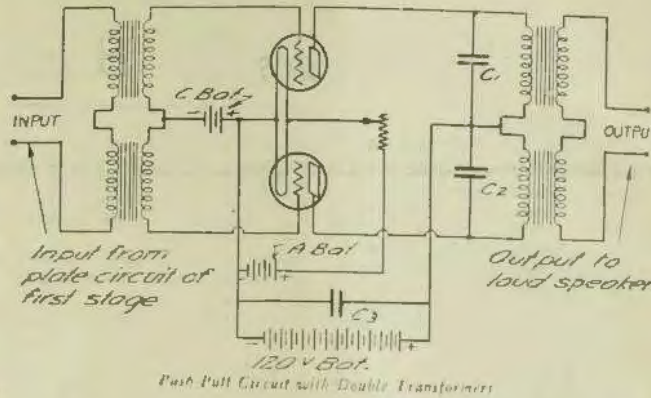 C Bat.
- +
C1
INPUT
OUTPUT
C2
Input from
plate circuit of
first stage
A Bat
- +
Output to
loud speaker
C3
- +
120 V Bat.
Push Pull Circuit with Double Transformers